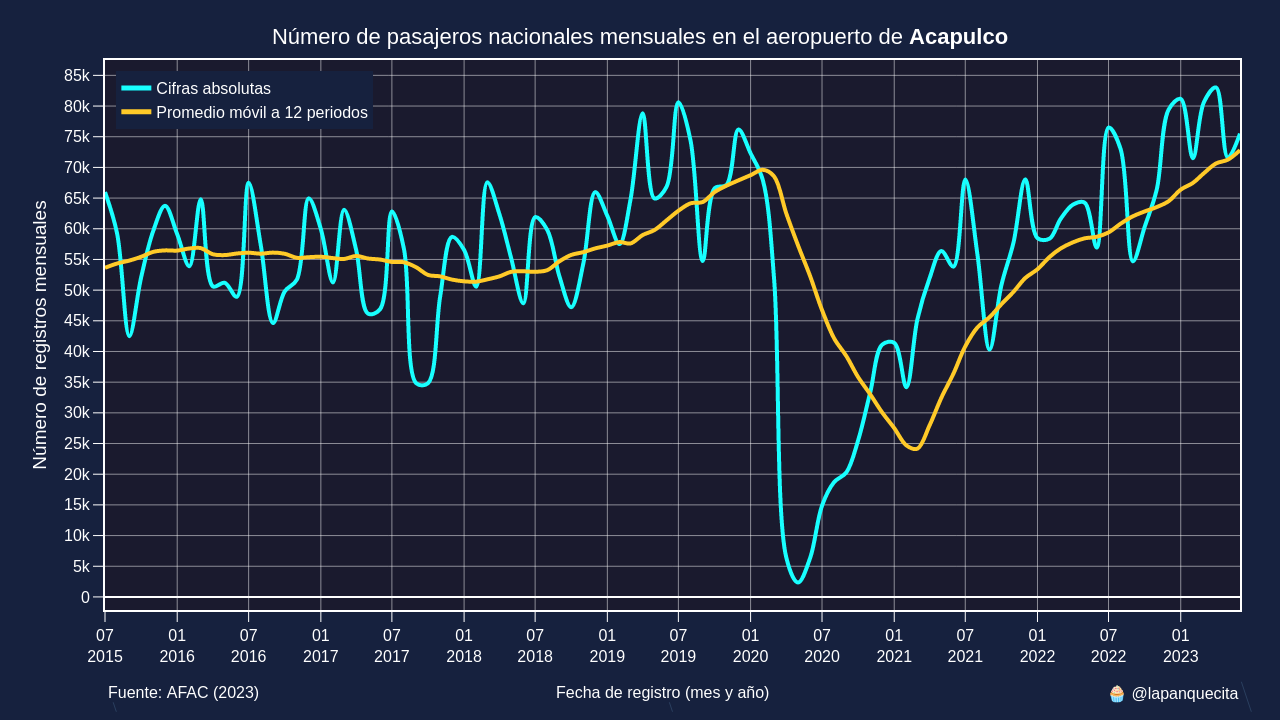 Número de pasajeros nacionales mensuales en el aeropuerto de Acapulco
Cifras absolutas
Promedio móvil a 12 periodos
Número de registros mensuales
85k
80k
75k
70k
65k
60k
55k
50k
45k
40k
35k
30k
25k
20k
15k
10k
5k
0
07 01 07 01 07 01 07 01 07 01 07 01 07 01 07 01
2015 2016 2016 2017 2017 2018 2018 2019 2019 2020 2020 2021 2021 2022 2022 2023
Fuente: AFAC (2023) Fecha de registro (mes y año) 🧁 @lapanquecita